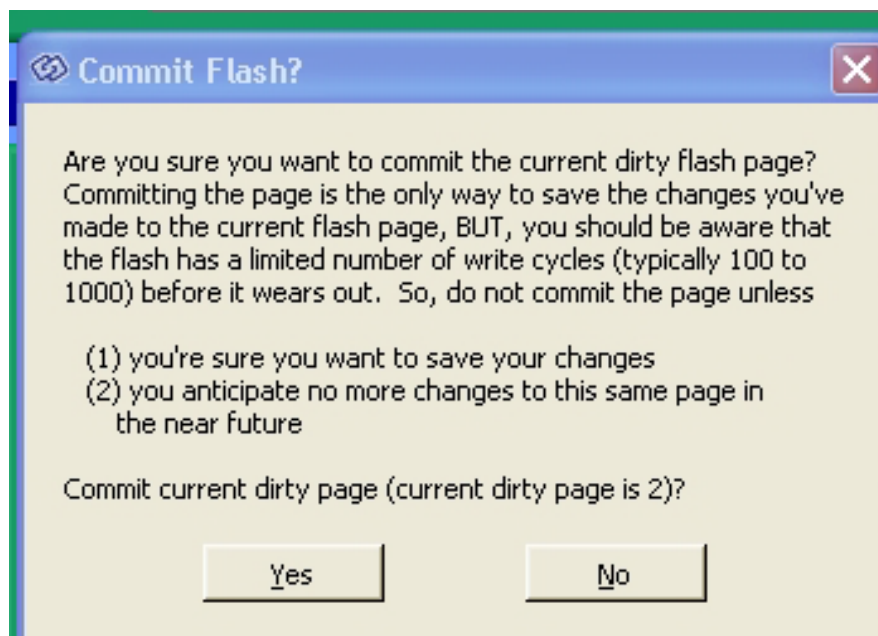 Commit Flash?
Are you sure you want to commit the current dirty flash page?
Committing the page is the only way to save the changes you've
made to the current flash page, BUT, you should be aware that
the flash has a limited number of write cycles (typically 100 to
1000) before it wears out.  So, do not commit the page unless
(1) you're sure you want to save your changes
(2) you anticipate no more changes to this same page in
the near future
Commit current dirty page (current dirty page is 2)?
Yes
No